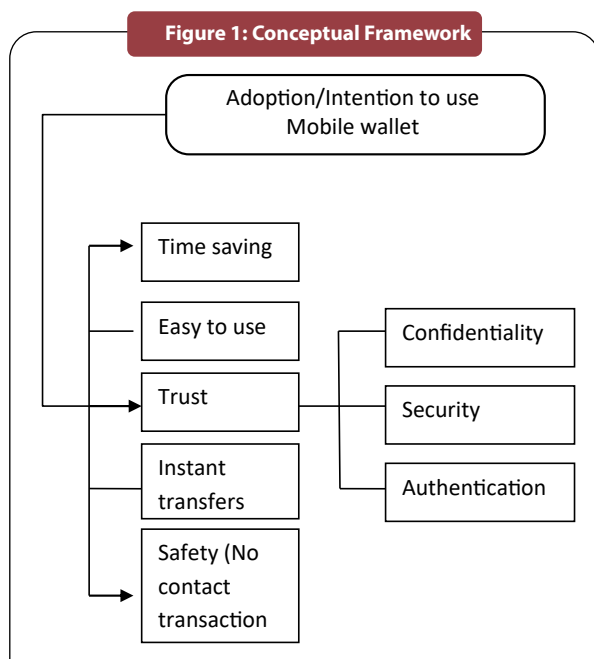 Figure 1: Conceptual Framework
Adoption/Intention to use
Mobile wallet
Time saving
Easy to use
Trust
Instant
transfers
Safety (No
contact
transaction
Confidentiality
Security
Authentication